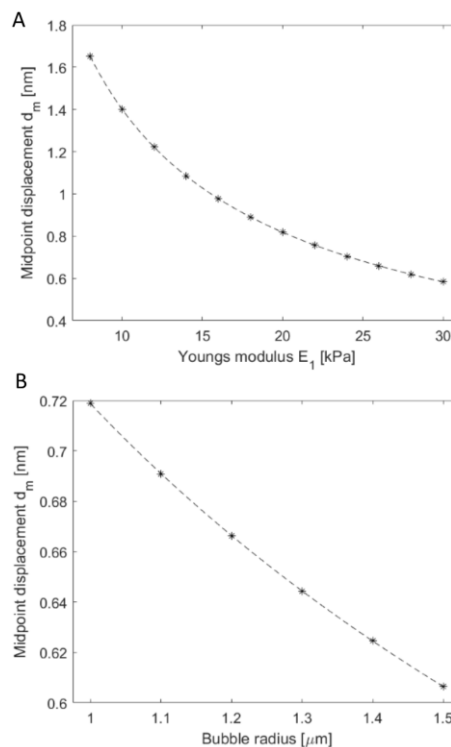 A
1.8
1.6
1.4
1.2
1
0.8
0.6
0.4
Midpoint displacement d_m [nm]
10 15 20 25 30
Youngs modulus E_1 [kPa]
B
0.72
0.7
0.68
0.66
0.64
0.62
0.6
Midpoint displacement d_m [nm]
1 1.1 1.2 1.3 1.4 1.5
Bubble radius [μm]